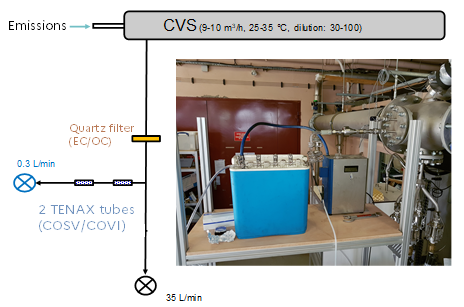 Emissions
CVS (9-10 m³/h, 25-35 °C, dilution: 30-100)
Quartz filter
(EC/OC)
0.3 L/min
2 TENAX tubes
(COSV/COVI)
35 L/min